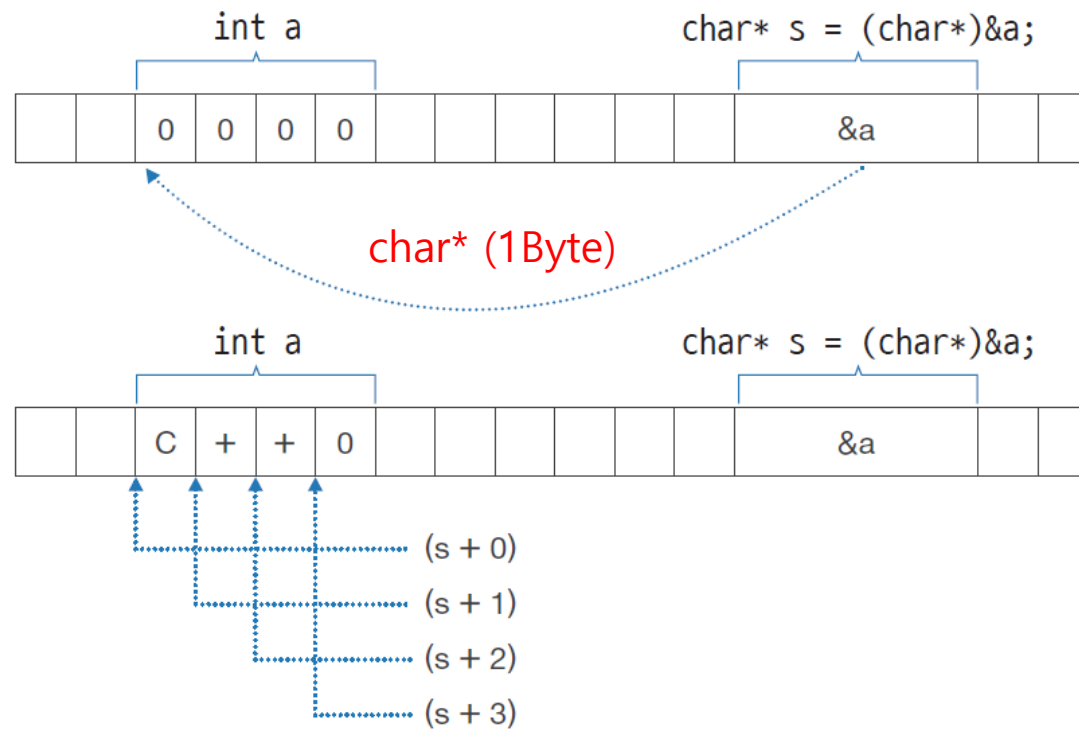 int a char* s = (char*)&a;
0 0 0 0 &a
char* (1Byte)
int a char* s = (char*)&a;
C + + 0 &a
(s + 0)
(s + 1)
(s + 2)
(s + 3)